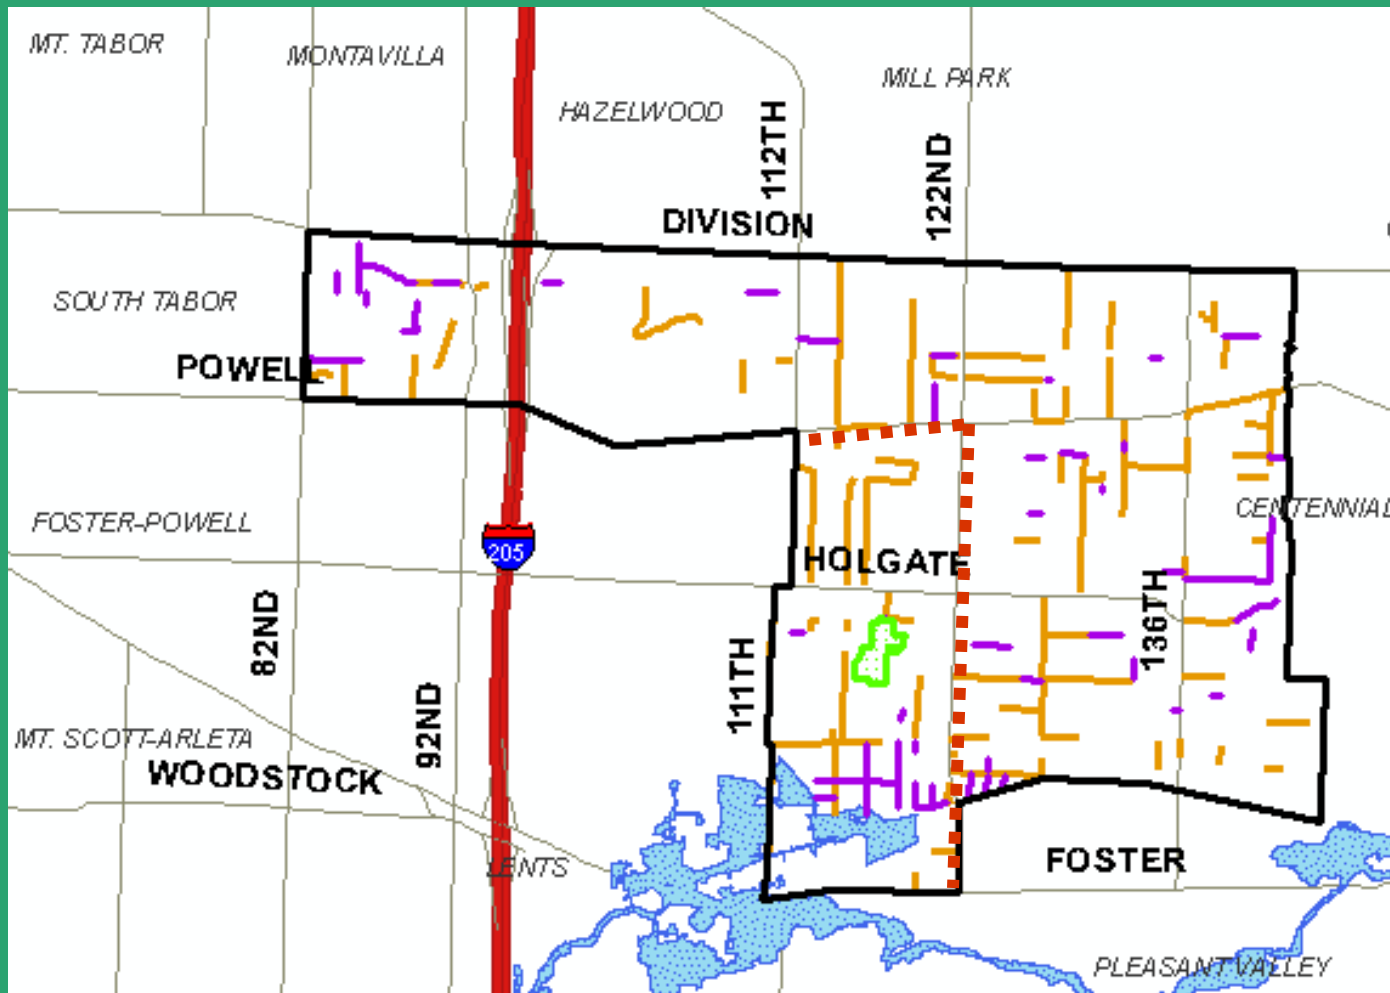 MT. TABOR
MONTAVILLA
MILL PARK
HAZELWOOD
112TH
122ND
DIVISION
SOUTH TABOR
POWELL
CENTENNIAL
FOSTER-POWELL
205
HOLGATE
82ND
136TH
111TH
92ND
MT. SCOTT-ARLETA
WOODSTOCK
LENTS
FOSTER
PLEASANT VALLEY